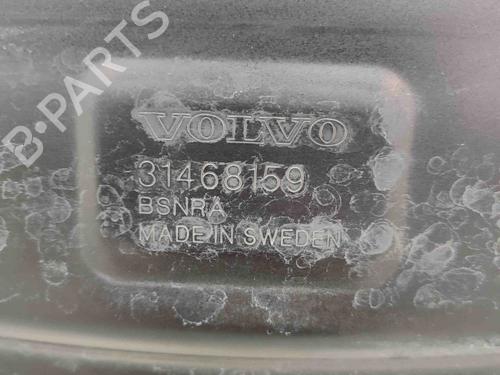 B·PARTS
VOLVO
31468159
BSNRA
MADE IN SWEDEN